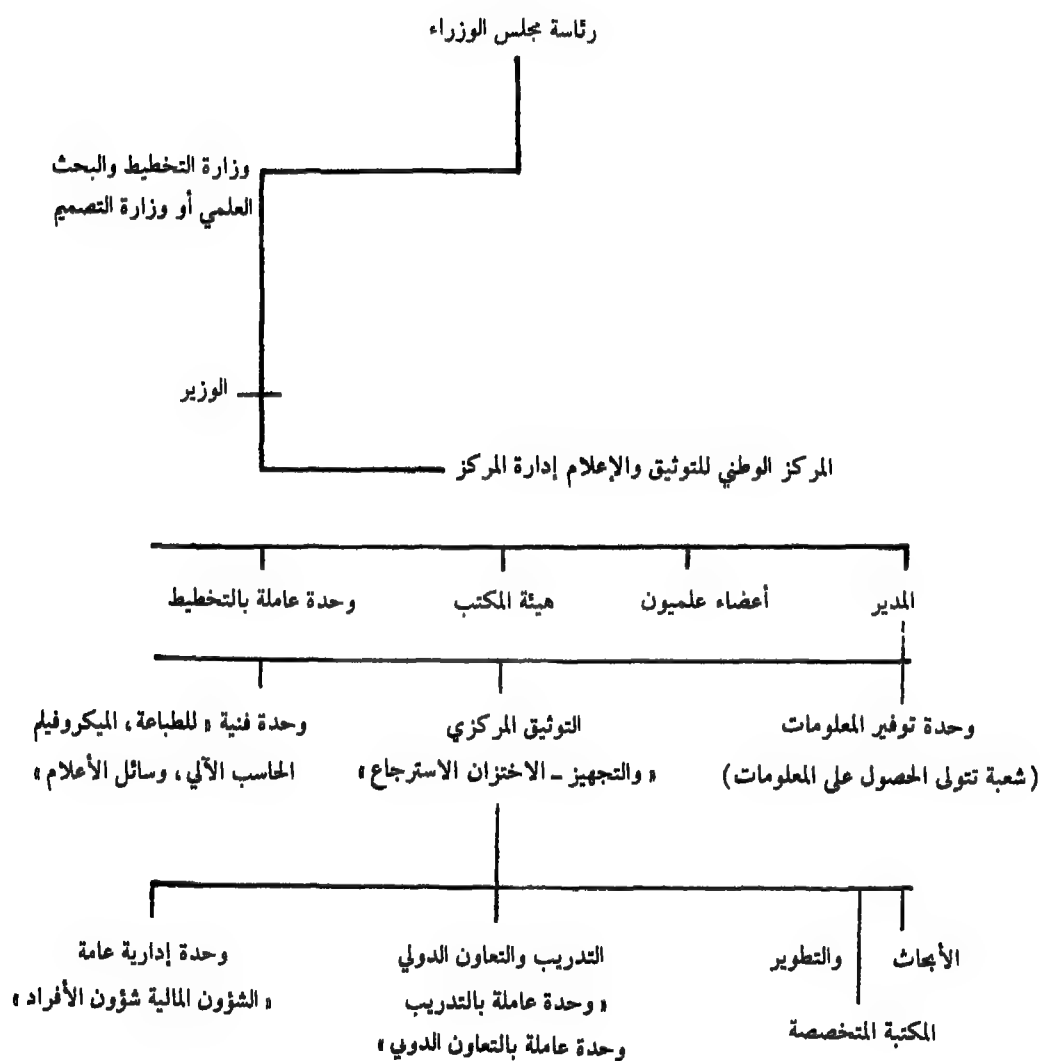 رئاسة مجلس الوزراء
وزارة التخطيط والبحث
العلمي أو وزارة التصميم
الوزير
المركز الوطني للتوثيق والإعلام إدارة المركز
المدير
أعضاء علميون
هيئة المكتب
وحدة عاملة بالتخطيط
وحدة توفير المعلومات
(شعبة تتولى الحصول على المعلومات)
التوثيق المركزي
« والتجهيز - الاختزان الاسترجاع »
وحدة فنية « للطباعة، الميكروفيلم
الحاسب الآلي، وسائل الأعلام »
الأبحاث
والتطوير
المكتبة المتخصصة
التدريب والتعاون الدولي
« وحدة عاملة بالتدريب
وحدة عاملة بالتعاون الدولي »
وحدة إدارية عامة
« الشؤون المالية شؤون الأفراد »